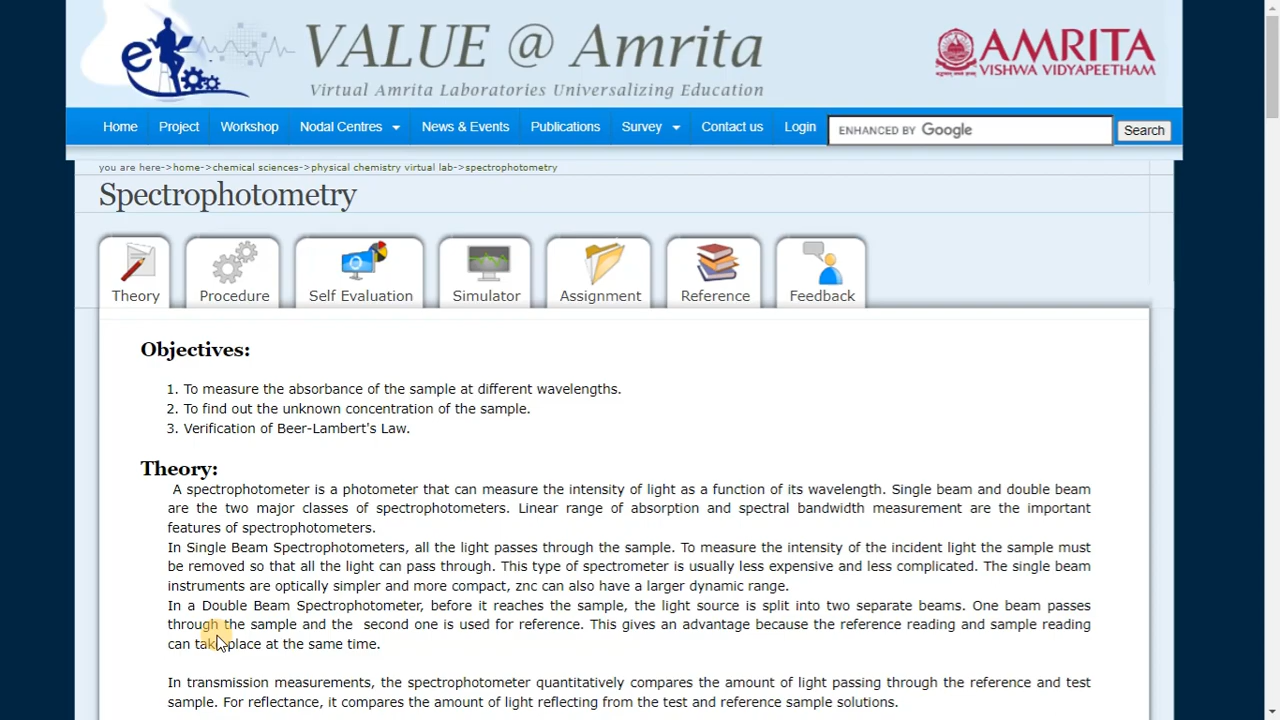 VALUE @ Amrita
Virtual Amrita Laboratories Universalizing Education
AMRITA
VISHWA VIDYAPEETHAM
Home Project Workshop Nodal Centres News & Events Publications Survey Contact us Login ENHANCED BY Google Search
you are here->home->chemical sciences->physical chemistry virtual lab->spectrophotometry
Spectrophotometry
Theory Procedure Self Evaluation Simulator Assignment Reference Feedback
Objectives:
1. To measure the absorbance of the sample at different wavelengths.
2. To find out the unknown concentration of the sample.
3. Verification of Beer-Lambert's Law.
Theory:
A spectrophotometer is a photometer that can measure the intensity of light as a function of its wavelength. Single beam and double beam
are the two major classes of spectrophotometers. Linear range of absorption and spectral bandwidth measurement are the important
features of spectrophotometers.
In Single Beam Spectrophotometers, all the light passes through the sample. To measure the intensity of the incident light the sample must
be removed so that all the light can pass through. This type of spectrometer is usually less expensive and less complicated. The single beam
instruments are optically simpler and more compact, znc can also have a larger dynamic range.
In a Double Beam Spectrophotometer, before it reaches the sample, the light source is split into two separate beams. One beam passes
through the sample and the second one is used for reference. This gives an advantage because the reference reading and sample reading
can take place at the same time.
In transmission measurements, the spectrophotometer quantitatively compares the amount of light passing through the reference and test
sample. For reflectance, it compares the amount of light reflecting from the test and reference sample solutions.